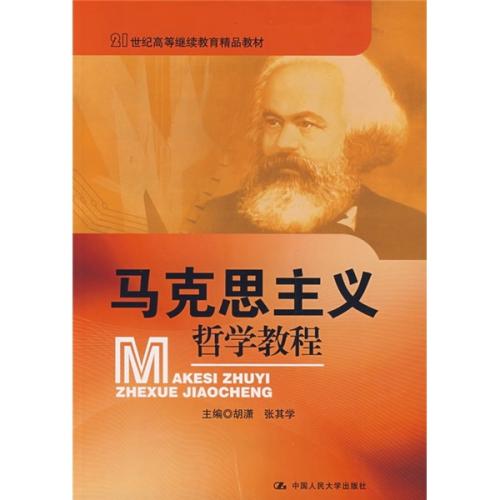 21世纪高等继续教育精品教材
马克思主义
哲学教程
MAKESI ZHUYI
ZHEXUE JIAOCHENG
主编◎胡潇 张其学
中国人民大学出版社